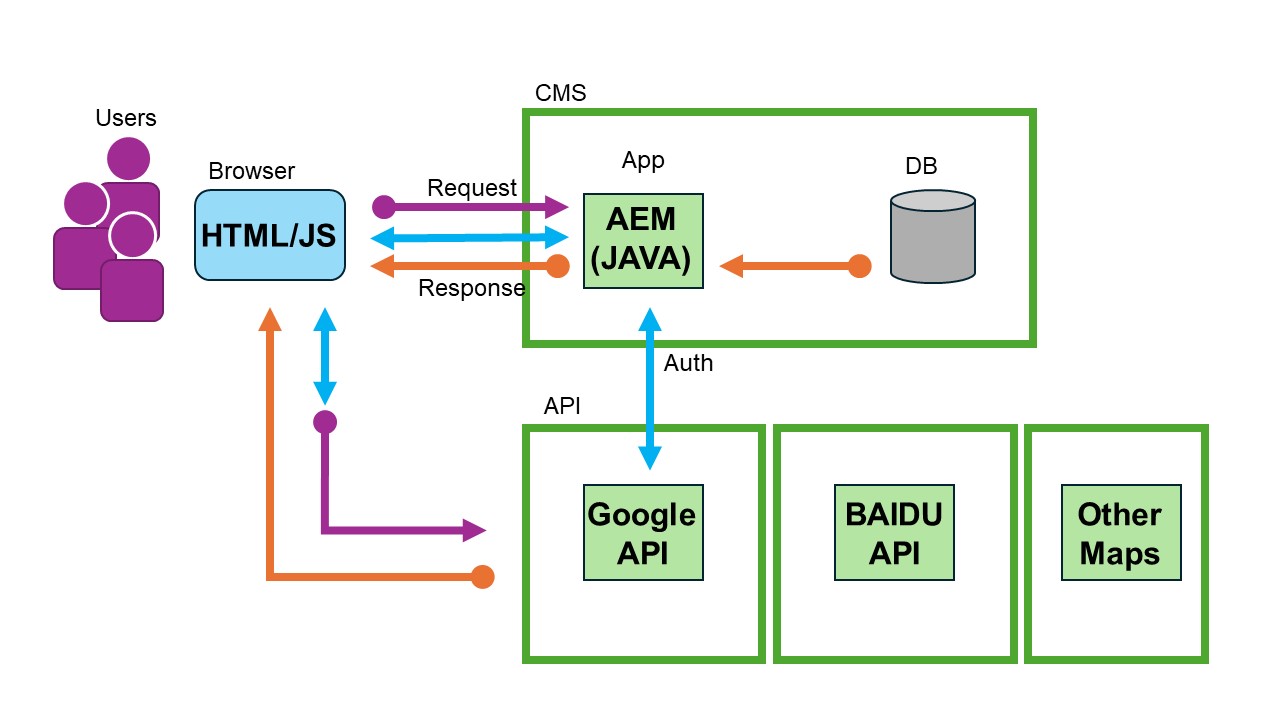 CMS
Users
App
DB
Browser
Request
HTML/JS
AEM
(JAVA)
Response
Auth
API
Google
API
BAIDU
API
Other
Maps